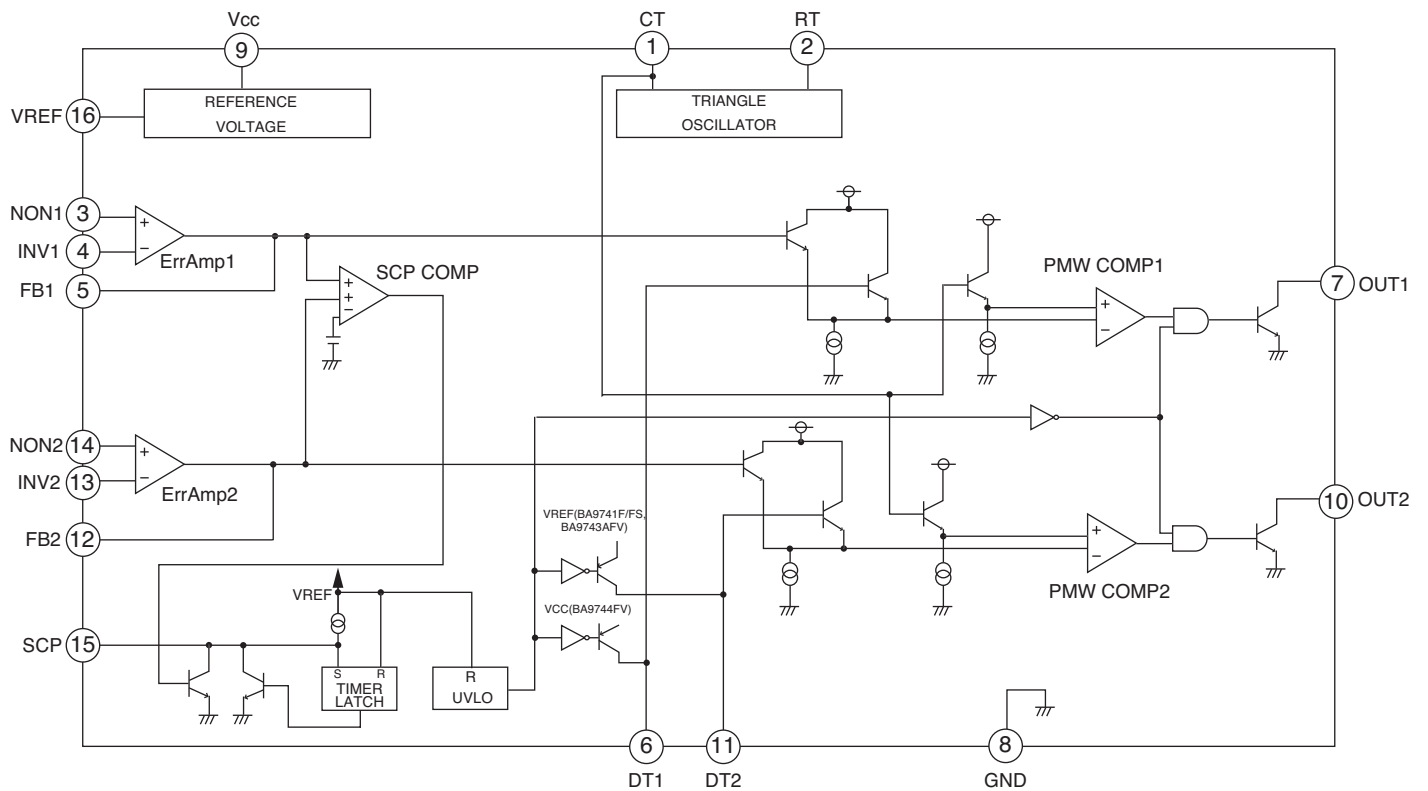 Vcc
CT
RT
9
1
2
VREF
16
REFERENCE
VOLTAGE
TRIANGLE
OSCILLATOR
NON1
3
+
INV1
4
−
ErrAmp1
FB1
5
SCP COMP
+
+
−
PMW COMP1
+
−
7
OUT1
NON2
14
+
INV2
13
−
ErrAmp2
FB2
12
VREF(BA9741F/FS,
BA9743AFV)
+
−
PMW COMP2
10
OUT2
VREF
VCC(BA9744FV)
SCP
15
S
R
TIMER
LATCH
R
UVLO
6
11
8
DT1
DT2
GND